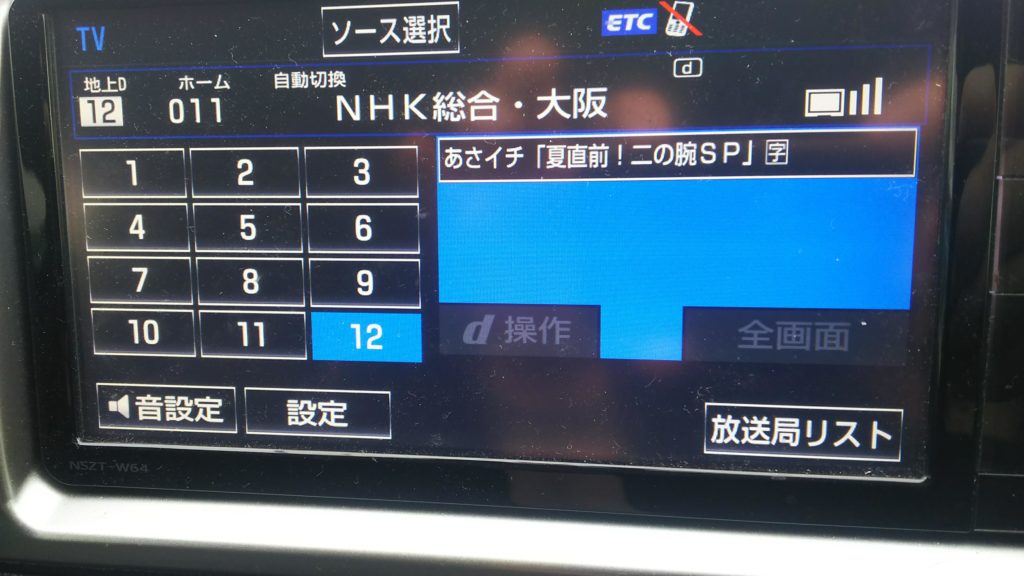 TV
ソース選択
ETC
地上D ホーム 自動切換 d
12 011 NHK総合・大阪
あさイチ「夏直前！二の腕SP」字
1 2 3
4 5 6
7 8 9
10 11 12
d 操作 全画面
音設定 設定
放送局リスト
NSZT-W64